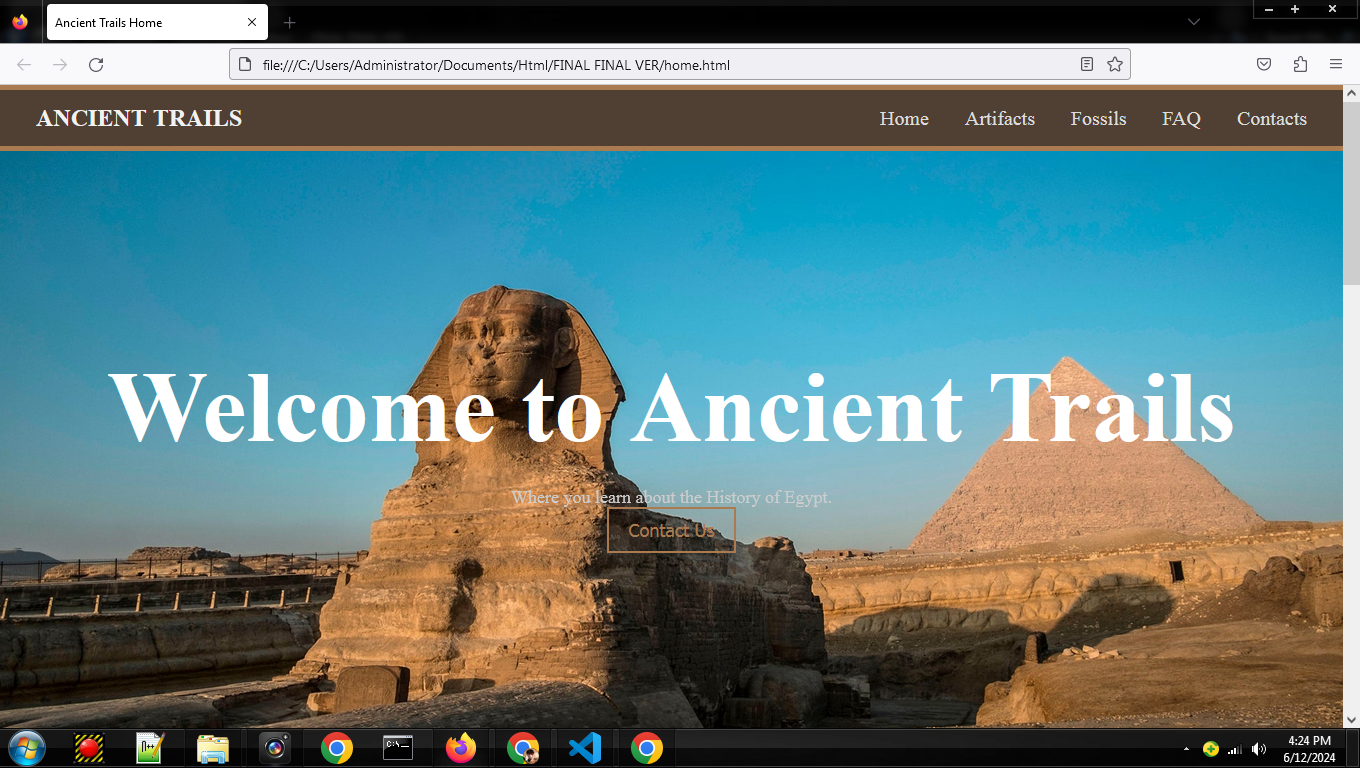 Ancient Trails Home
file:///C:/Users/Administrator/Documents/Html/FINAL FINAL VER/home.html
ANCIENT TRAILS
Home
Artifacts
Fossils
FAQ
Contacts
Welcome to Ancient Trails
Where you learn about the History of Egypt.
Contact Us
4:24 PM
6/12/2024